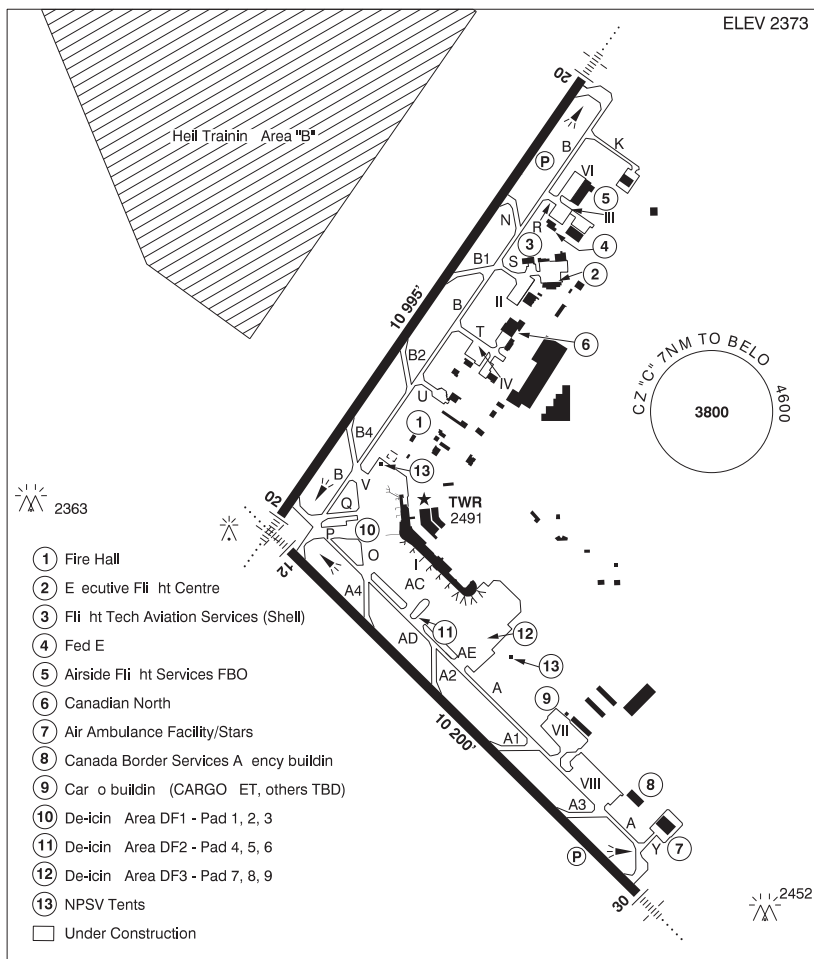 ELEV 2373
20
Heil Trainin Area "B"
K
B
P
VI
5
III
N
R
4
3
S
B1
2
II
B
10 995'
T
6
CZ "C" 7NM TO BELO 4600
3800
B2
IV
U
1
B4
13
B
V
02
2363
Q
TWR
2491
10
P
12
O
I
AC
A4
11
12
AD
AE
13
A2
A
9
10 200'
VII
A1
VIII
8
A3
A
Y
7
P
30
2452
1 Fire Hall
2 E ecutive Fli ht Centre
3 Fli ht Tech Aviation Services (Shell)
4 Fed E
5 Airside Fli ht Services FBO
6 Canadian North
7 Air Ambulance Facility/Stars
8 Canada Border Services A ency buildin
9 Car o buildin (CARGO ET, others TBD)
10 De-icin Area DF1 - Pad 1, 2, 3
11 De-icin Area DF2 - Pad 4, 5, 6
12 De-icin Area DF3 - Pad 7, 8, 9
13 NPSV Tents
Under Construction